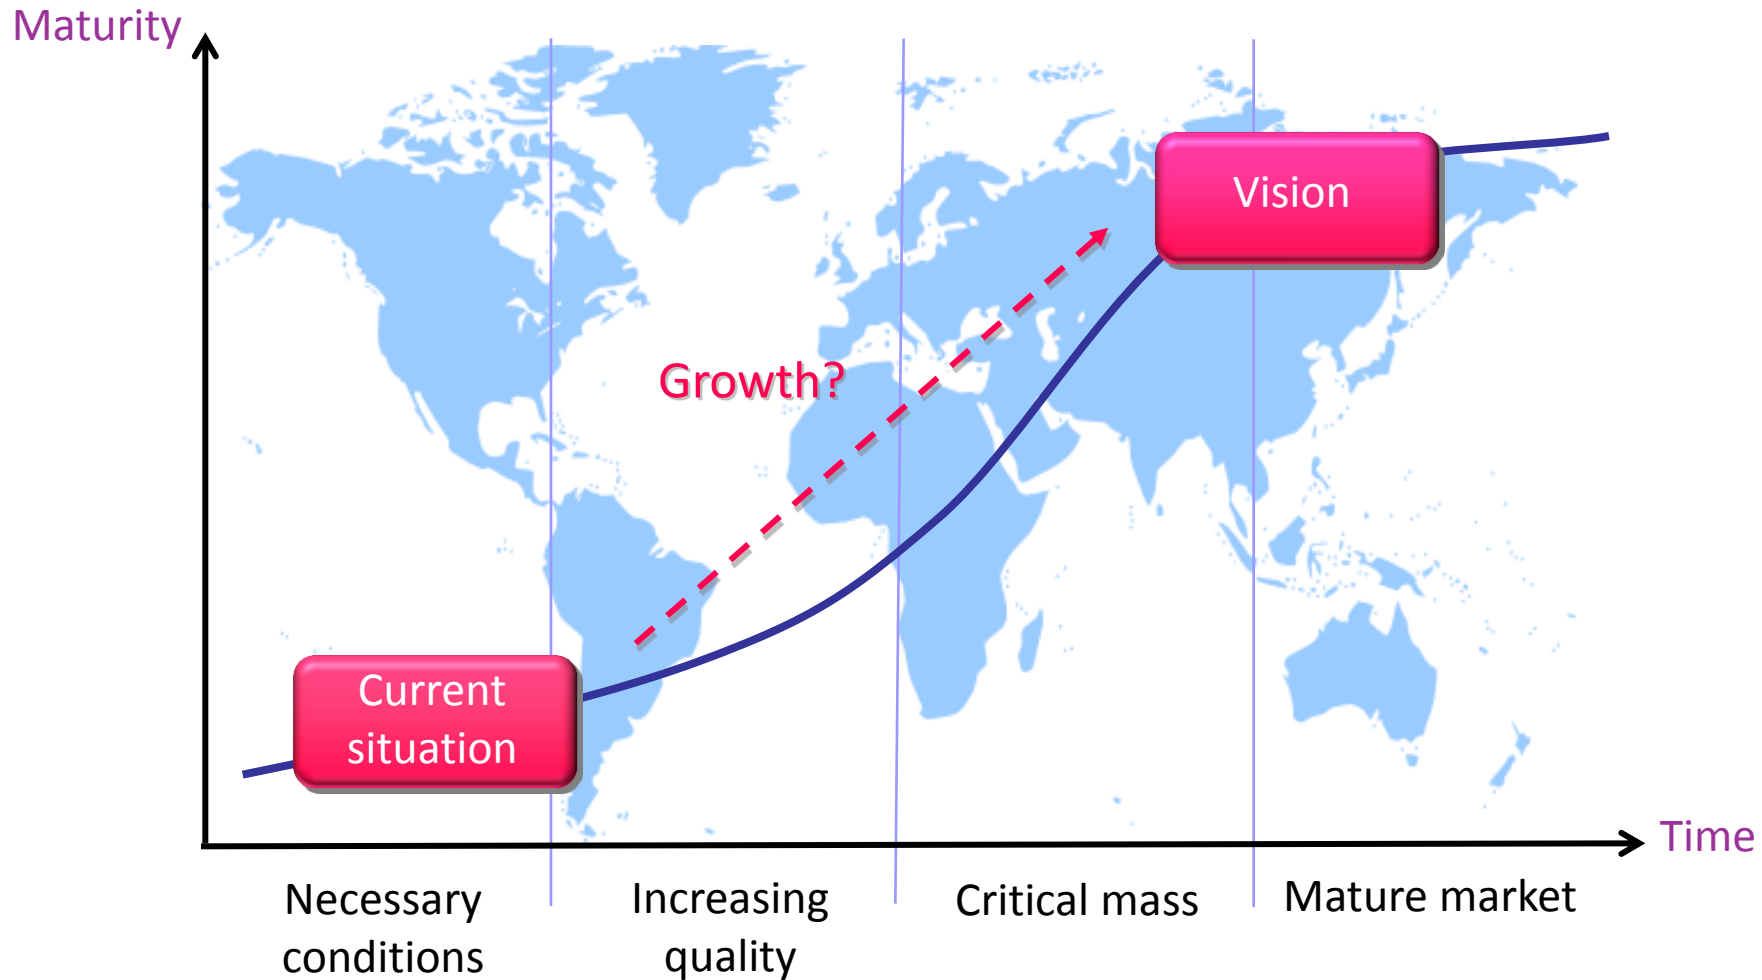 Maturity
Vision
Growth?
Current
situation
Time
Necessary
conditions
Increasing
quality
Critical mass
Mature market